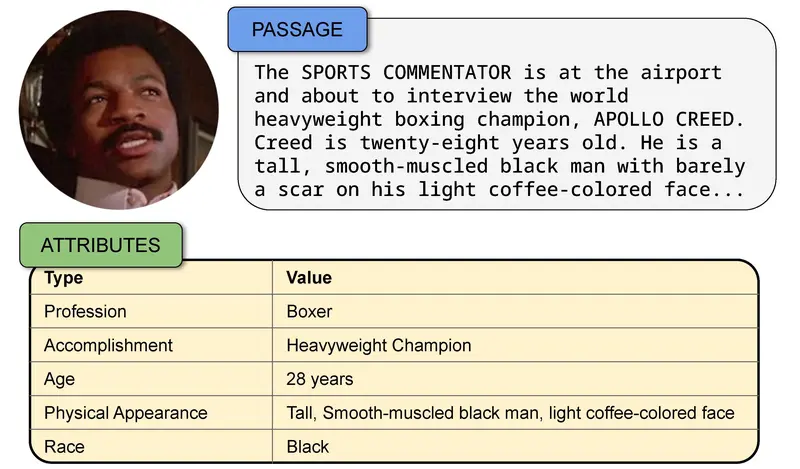 PASSAGE
The SPORTS COMMENTATOR is at the airport
and about to interview the world
heavyweight boxing champion, APOLLO CREED.
Creed is twenty-eight years old. He is a
tall, smooth-muscled black man with barely
a scar on his light coffee-colored face...
ATTRIBUTES
Type Value
Profession Boxer
Accomplishment Heavyweight Champion
Age 28 years
Physical Appearance Tall, Smooth-muscled black man, light coffee-colored face
Race Black